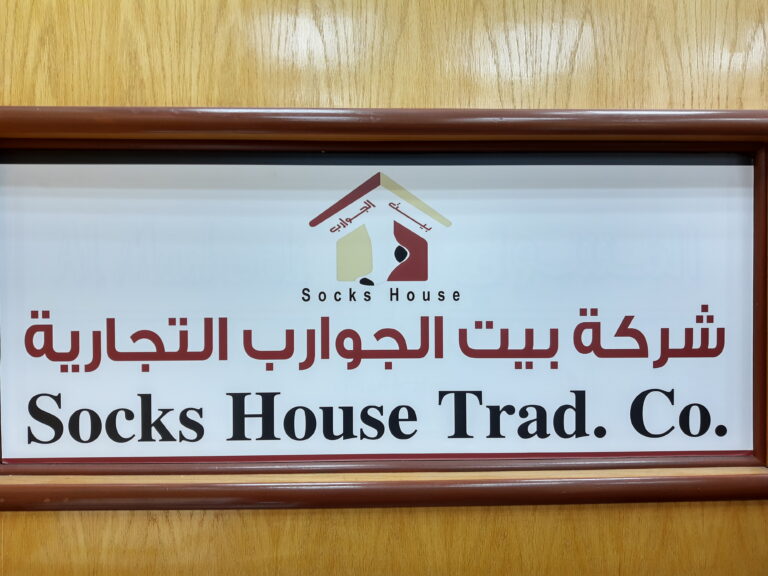 بيت الجوارب
Socks House
شركة بيت الجوارب التجارية
Socks House Trad. Co.